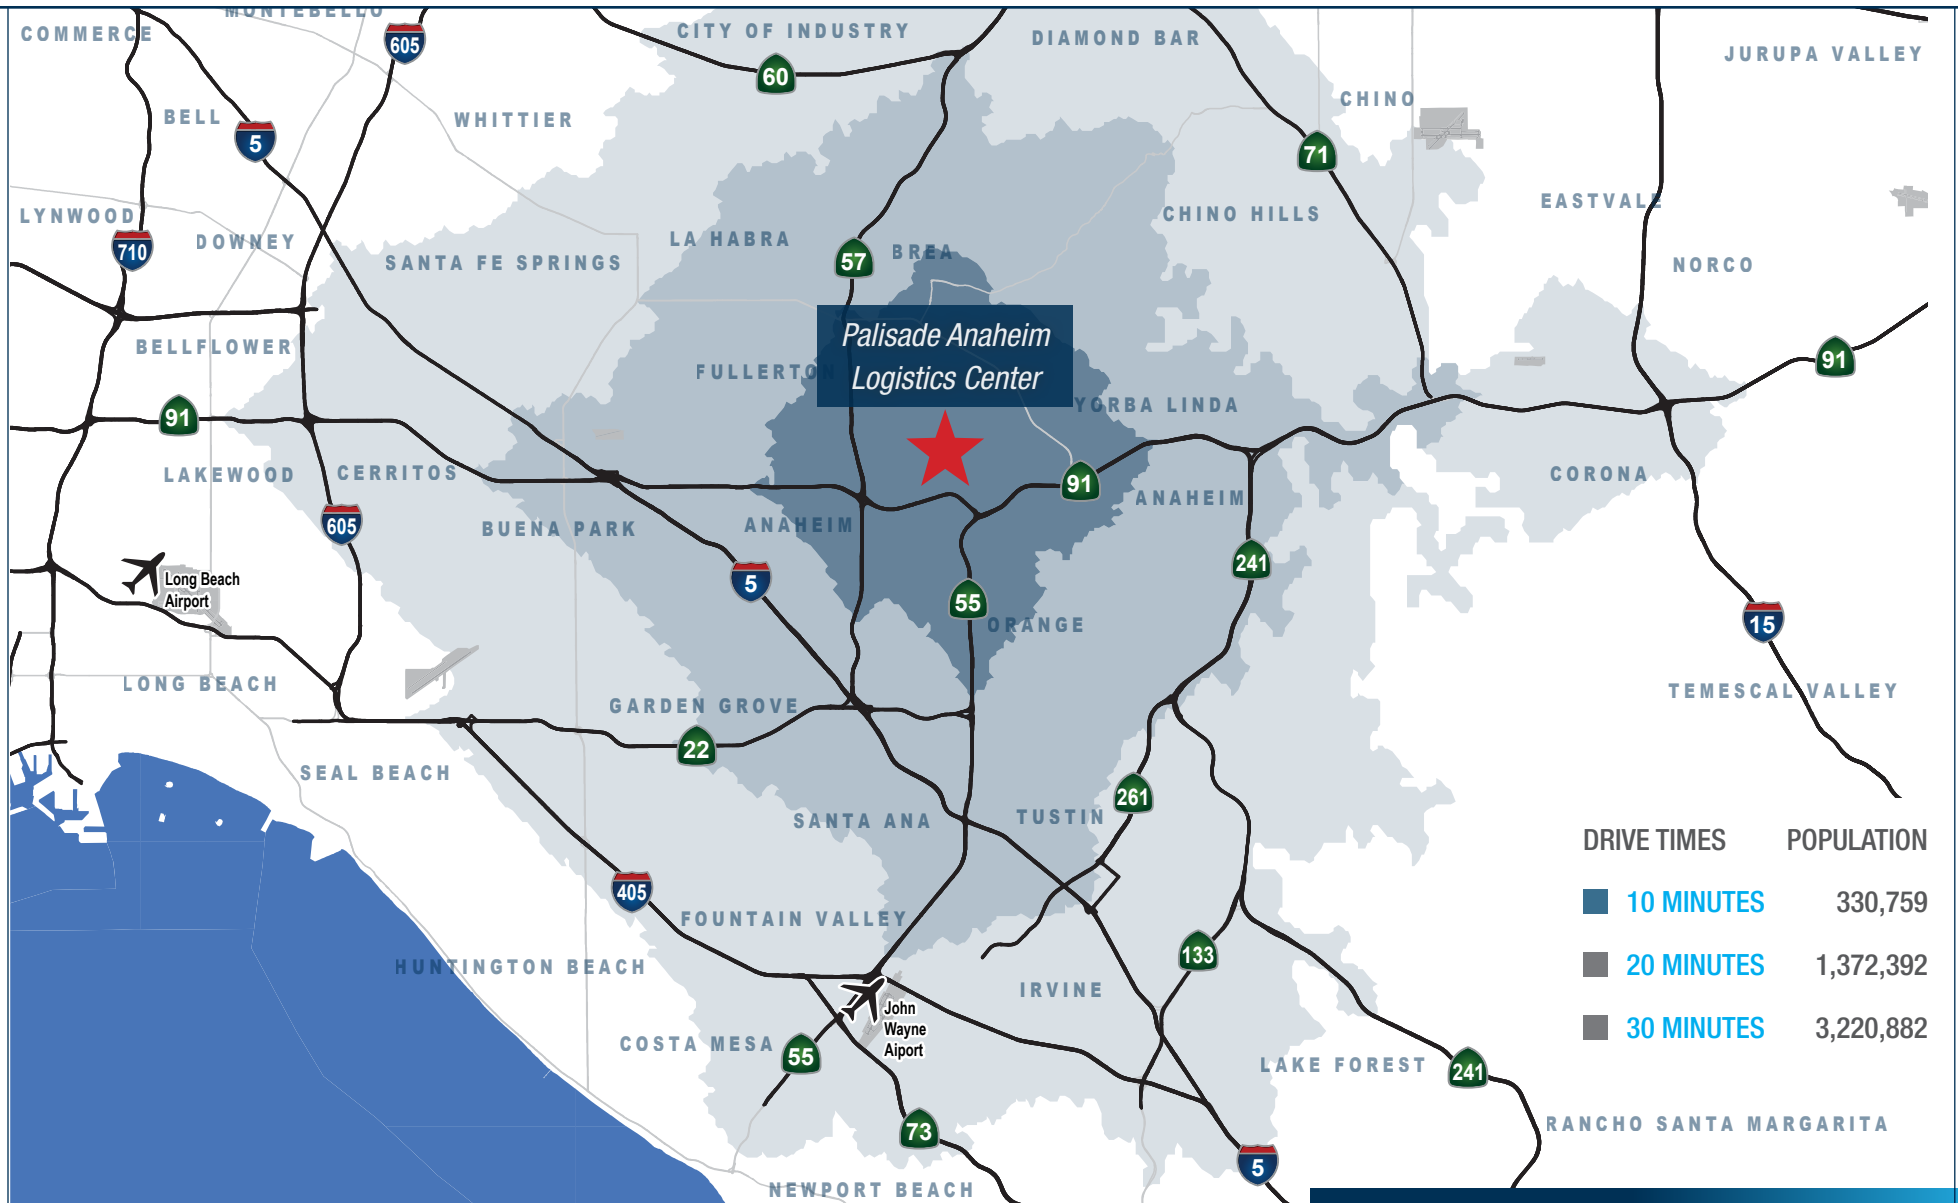 MONTEBELLO
COMMERCE
605
CITY OF INDUSTRY
DIAMOND BAR
JURUPA VALLEY
60
CHINO
BELL
WHITTIER
5
71
LYNWOOD
710
DOWNEY
SANTA FE SPRINGS
LA HABRA
57
BREA
CHINO HILLS
EASTVALE
NORCO
BELLFLOWER
Palisade Anaheim
Logistics Center
FULLERTON
91
91
YORBA LINDA
LAKEWOOD
CERRITOS
91
ANAHEIM
CORONA
605
BUENA PARK
ANAHEIM
241
Long Beach
Airport
5
55
ORANGE
15
LONG BEACH
GARDEN GROVE
TEMESCAL VALLEY
22
SEAL BEACH
261
SANTA ANA
TUSTIN
405
FOUNTAIN VALLEY
133
HUNTINGTON BEACH
IRVINE
John
Wayne
Aiport
COSTA MESA
55
LAKE FOREST
241
73
RANCHO SANTA MARGARITA
5
NEWPORT BEACH
DRIVE TIMES POPULATION
10 MINUTES 330,759
20 MINUTES 1,372,392
30 MINUTES 3,220,882